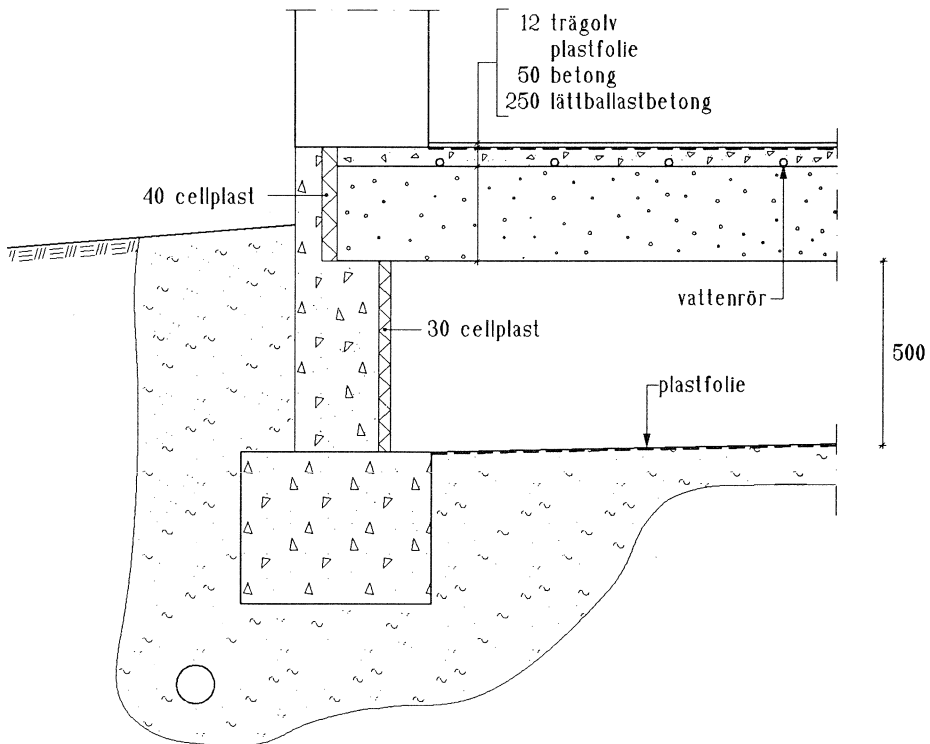 12 trägolv
plastfolie
50 betong
250 lättballastbetong
40 cellplast
vattenrör
30 cellplast
500
plastfolie